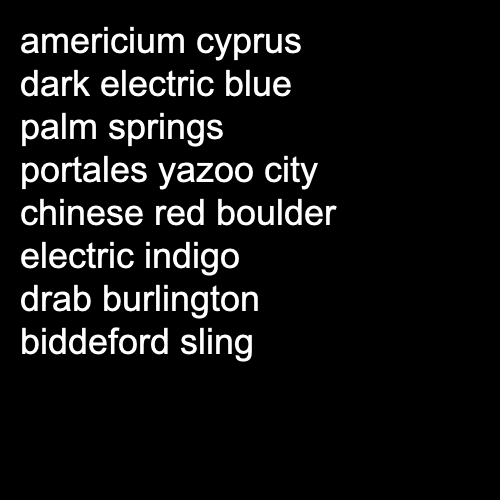 americium cyprus
dark electric blue
palm springs
portales yazoo city
chinese red boulder
electric indigo
drab burlington
biddeford sling